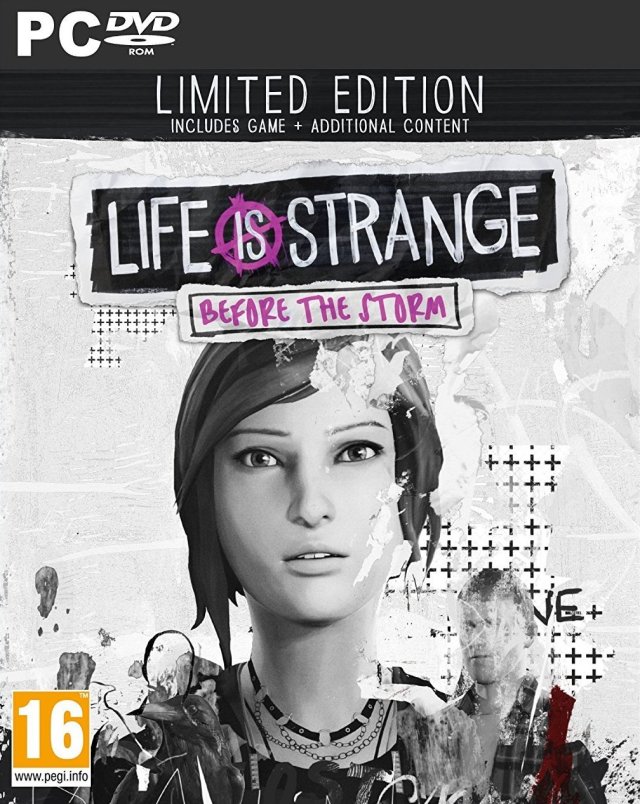 PC DVD
ROM
LIMITED EDITION
INCLUDES GAME + ADDITIONAL CONTENT
LIFE IS STRANGE
BEFORE THE STORM
16
www.pegi.info